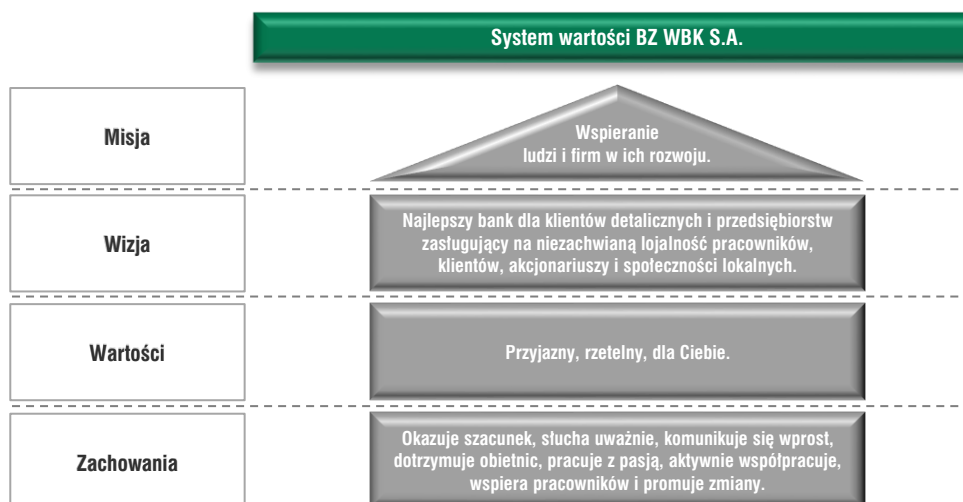 System wartości BZ WBK S.A.
Misja
Wspieranie
ludzi i firm w ich rozwoju.
Wizja
Najlepszy bank dla klientów detalicznych i przedsiębiorstw
zasługujący na niezachwianą lojalność pracowników,
klientów, akcjonariuszy i społeczności lokalnych.
Wartości
Przyjazny, rzetelny, dla Ciebie.
Zachowania
Okazuje szacunek, słucha uważnie, komunikuje się wprost,
dotrzymuje obietnic, pracuje z pasją, aktywnie współpracuje,
wspiera pracowników i promuje zmiany.